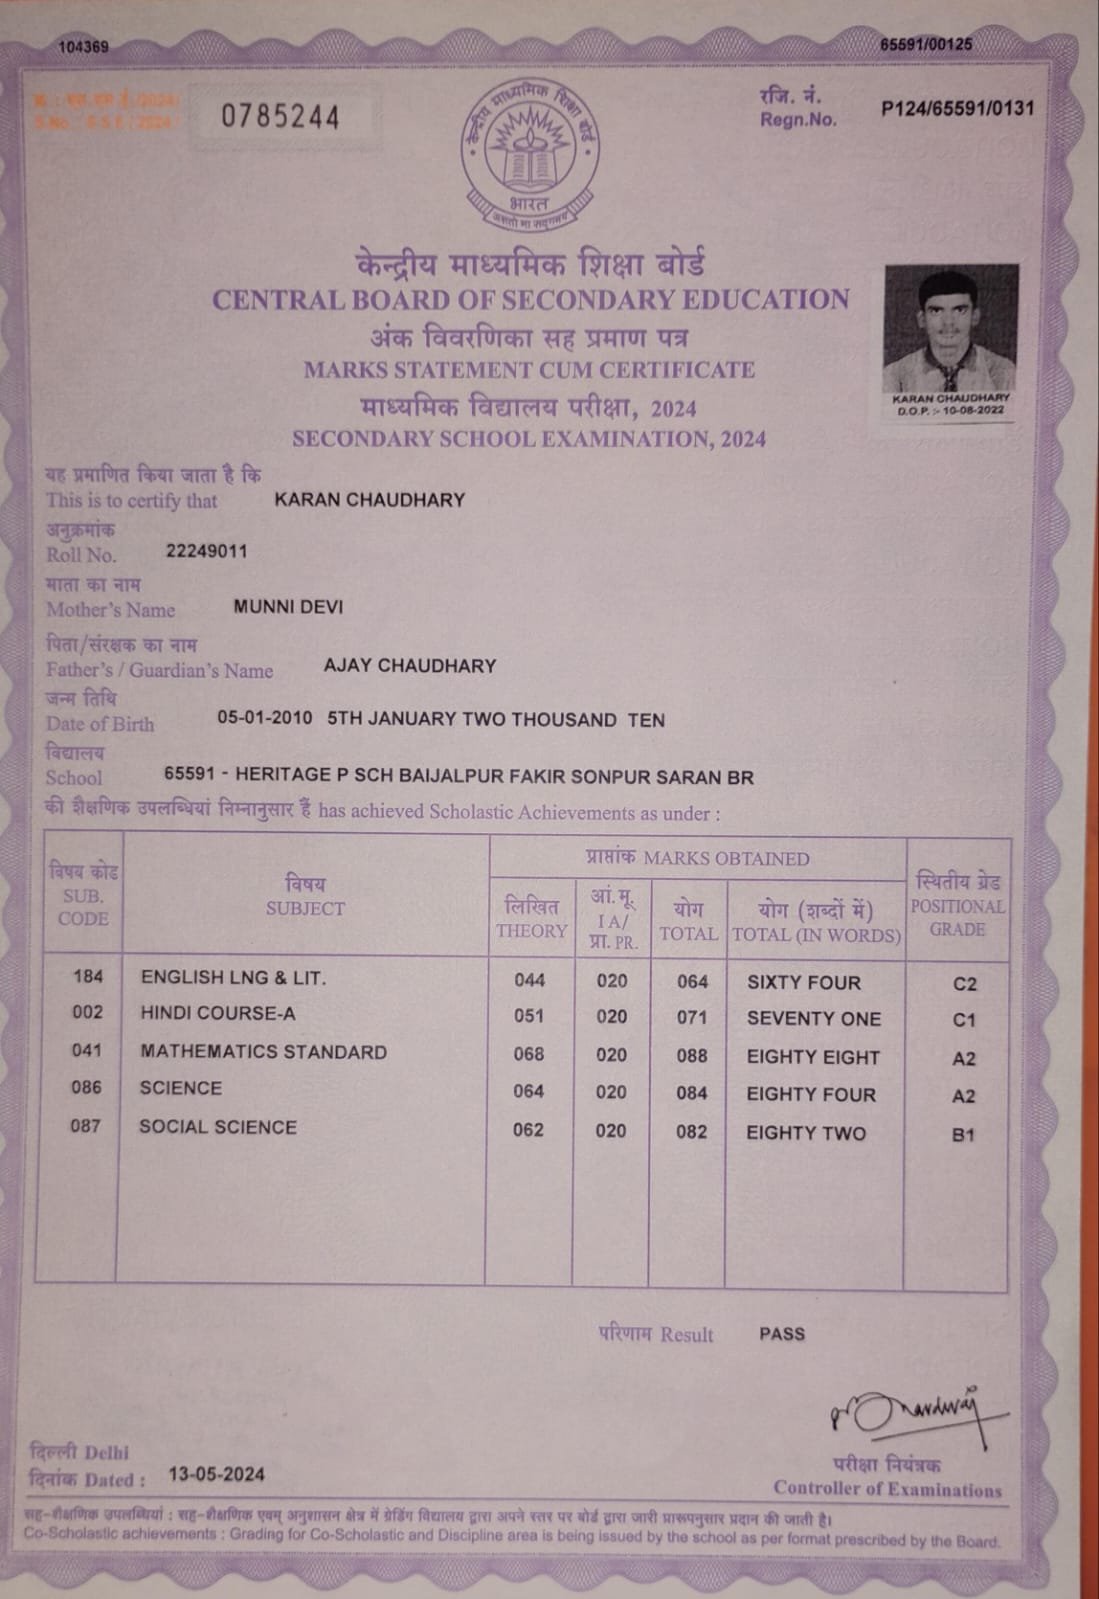 104369
65591/00125
क्र. : एस.एस.ई./2024/
S.No. : S.S.E./2024/
0785244
रजि. नं.
Regn.No.
P124/65591/0131
केन्द्रीय माध्यमिक शिक्षा बोर्ड
भारत
असतो मा सद्गमय
केन्द्रीय माध्यमिक शिक्षा बोर्ड
CENTRAL BOARD OF SECONDARY EDUCATION
अंक विवरणिका सह प्रमाण पत्र
MARKS STATEMENT CUM CERTIFICATE
माध्यमिक विद्यालय परीक्षा, 2024
SECONDARY SCHOOL EXAMINATION, 2024
KARAN CHAUDHARY
D.O.P. :- 10-08-2022
यह प्रमाणित किया जाता है कि
This is to certify that KARAN CHAUDHARY
अनुक्रमांक
Roll No. 22249011
माता का नाम
Mother's Name MUNNI DEVI
पिता/संरक्षक का नाम
Father's / Guardian's Name AJAY CHAUDHARY
जन्म तिथि
Date of Birth 05-01-2010 5TH JANUARY TWO THOUSAND TEN
विद्यालय
School 65591 - HERITAGE P SCH BAIJALPUR FAKIR SONPUR SARAN BR
की शैक्षणिक उपलब्धियां निम्नानुसार हैं has achieved Scholastic Achievements as under :
विषय कोड
SUB.
CODE
विषय
SUBJECT
प्राप्तांक MARKS OBTAINED
लिखित
THEORY
आं.मू.
I A/
प्रा. PR.
योग
TOTAL
योग (शब्दों में)
TOTAL (IN WORDS)
स्थितीय ग्रेड
POSITIONAL
GRADE
184 ENGLISH LNG & LIT. 044 020 064 SIXTY FOUR C2
002 HINDI COURSE-A 051 020 071 SEVENTY ONE C1
041 MATHEMATICS STANDARD 068 020 088 EIGHTY EIGHT A2
086 SCIENCE 064 020 084 EIGHTY FOUR A2
087 SOCIAL SCIENCE 062 020 082 EIGHTY TWO B1
परिणाम Result PASS
दिल्ली Delhi
दिनांक Dated : 13-05-2024
परीक्षा नियंत्रक
Controller of Examinations
सह-शैक्षणिक उपलब्धियां : सह-शैक्षणिक एवम् अनुशासन क्षेत्र में ग्रेडिंग विद्यालय द्वारा अपने स्तर पर बोर्ड द्वारा जारी प्रारूपनुसार प्रदान की जाती है।
Co-Scholastic achievements : Grading for Co-Scholastic and Discipline area is being issued by the school as per format prescribed by the Board.